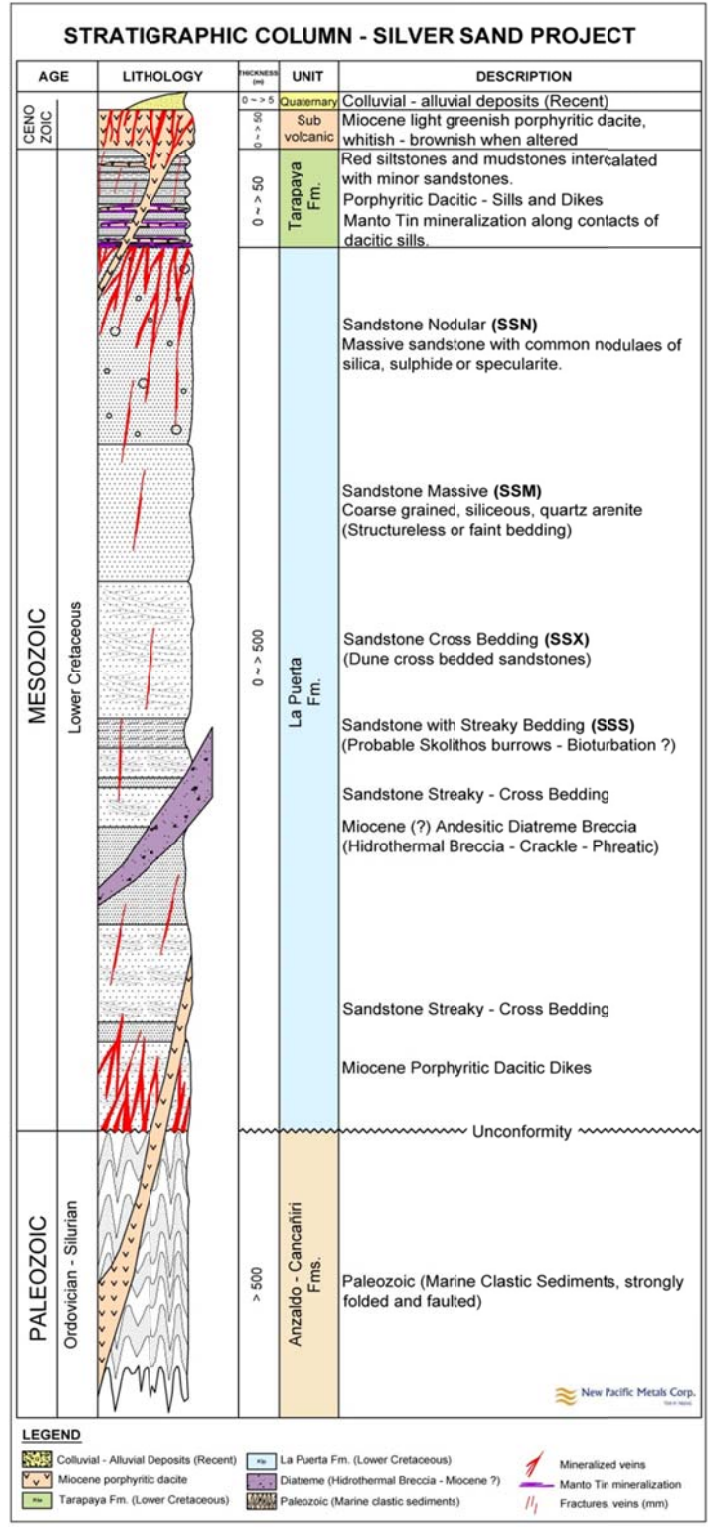 STRATIGRAPHIC COLUMN - SILVER SAND PROJECT
AGE
LITHOLOGY
THICKNESS
(m)
UNIT
DESCRIPTION
CENO
ZOIC
0 ~ > 5
Quaternary
Colluvial - alluvial deposits (Recent)
0 ~ > 50
Sub
volcanic
Miocene light greenish porphyritic dacite,
whitish - brownish when altered
MESOZOIC
Lower Cretaceous
0 ~ > 50
Tarapaya
Fm.
Red siltstones and mudstones intercalated
with minor sandstones.
Porphyritic Dacitic - Sills and Dikes
Manto Tin mineralization along contacts of
dacitic sills.
0 ~ > 500
La Puerta
Fm.
Sandstone Nodular (SSN)
Massive sandstone with common nodulaes of
silica, sulphide or specularite.
Sandstone Massive (SSM)
Coarse grained, siliceous, quartz arenite
(Structureless or faint bedding)
Sandstone Cross Bedding (SSX)
(Dune cross bedded sandstones)
Sandstone with Streaky Bedding (SSS)
(Probable Skolithos burrows - Bioturbation ?)
Sandstone Streaky - Cross Bedding
Miocene (?) Andesitic Diatreme Breccia
(Hidrothermal Breccia - Crackle - Phreatic)
Sandstone Streaky - Cross Bedding
Miocene Porphyritic Dacitic Dikes
Unconformity
PALEOZOIC
Ordovician - Silurian
> 500
Anzaldo - Cancañiri
Fms.
Paleozoic (Marine Clastic Sediments, strongly
folded and faulted)
New Pacific Metals Corp.
LEGEND
Colluvial - Alluvial Deposits (Recent)
La Puerta Fm. (Lower Cretaceous)
Mineralized veins
Miocene porphyritic dacite
Diatreme (Hidrothermal Breccia - Miocene ?)
Manto Tin mineralization
Tarapaya Fm. (Lower Cretaceous)
Paleozoic (Marine clastic sediments)
Fractures veins (mm)